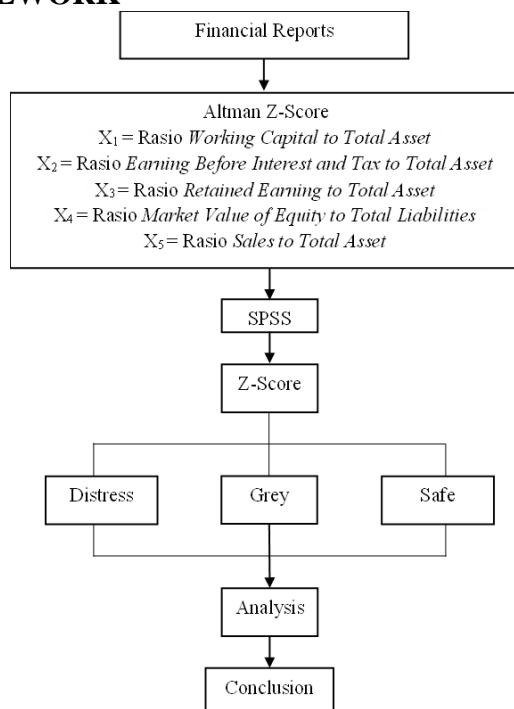 Financial Reports
Altman Z-Score
X₁ = Rasio Working Capital to Total Asset
X₂ = Rasio Earning Before Interest and Tax to Total Asset
X₃ = Rasio Retained Earning to Total Asset
X₄ = Rasio Market Value of Equity to Total Liabilities
X₅ = Rasio Sales to Total Asset
SPSS
Z-Score
Distress Grey Safe
Analysis
Conclusion